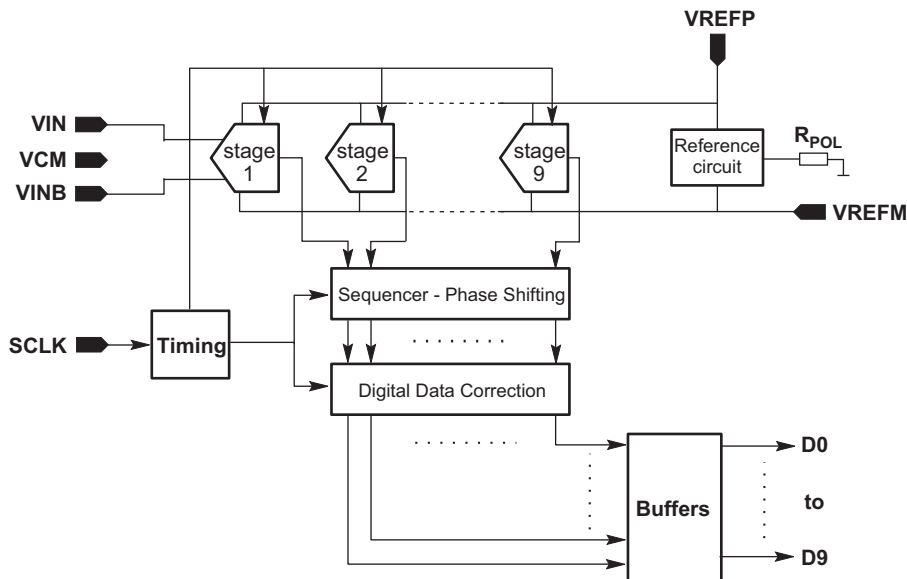 VREFP
VIN
VCM
VINB
stage
1
stage
2
stage
9
Reference
circuit
RPOL
VREFM
Sequencer - Phase Shifting
SCLK
Timing
Digital Data Correction
Buffers
D0
to
D9